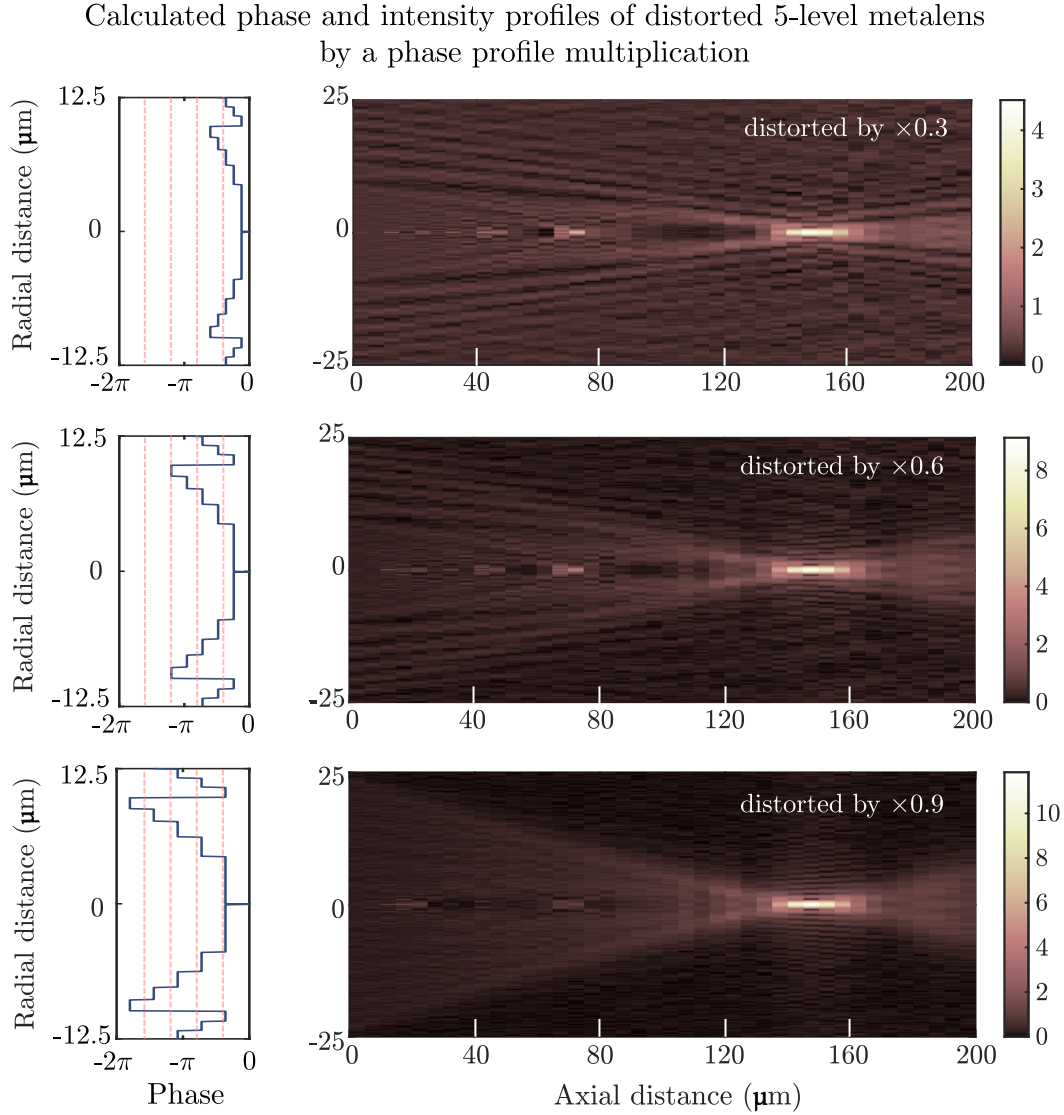 Calculated phase and intensity profiles of distorted 5-level metalens
by a phase profile multiplication
Radial distance (μm)
12.5
0
-12.5
-2π -π 0
25
0
-25
distorted by ×0.3
0 40 80 120 160 200
4
3
2
1
0
Radial distance (μm)
12.5
0
-12.5
-2π -π 0
25
0
-25
distorted by ×0.6
0 40 80 120 160 200
8
6
4
2
0
Radial distance (μm)
12.5
0
-12.5
-2π -π 0
Phase
25
0
-25
distorted by ×0.9
0 40 80 120 160 200
Axial distance (μm)
10
8
6
4
2
0